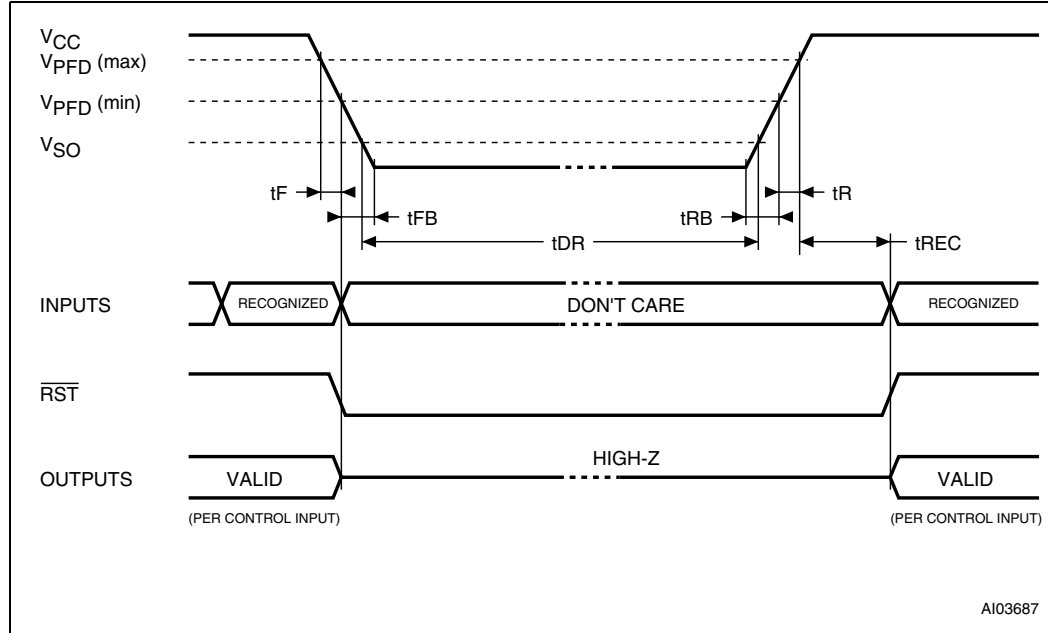 VCC
VPFD (max)
VPFD (min)
VSO
tF
tR
tFB
tRB
tDR
tREC
INPUTS
RECOGNIZED
DON'T CARE
RECOGNIZED
RST
HIGH-Z
OUTPUTS
VALID
VALID
(PER CONTROL INPUT)
(PER CONTROL INPUT)
AI03687